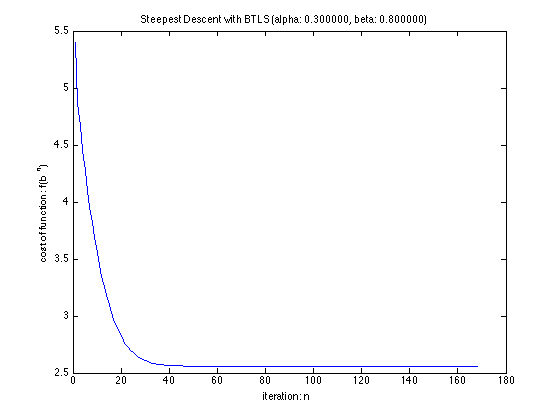 Steepest Descent with BTLS (alpha: 0.300000, beta: 0.800000)
5.5
5
4.5
4
3.5
3
2.5
cost of function: f(b^n)
0 20 40 60 80 100 120 140 160 180
iteration: n